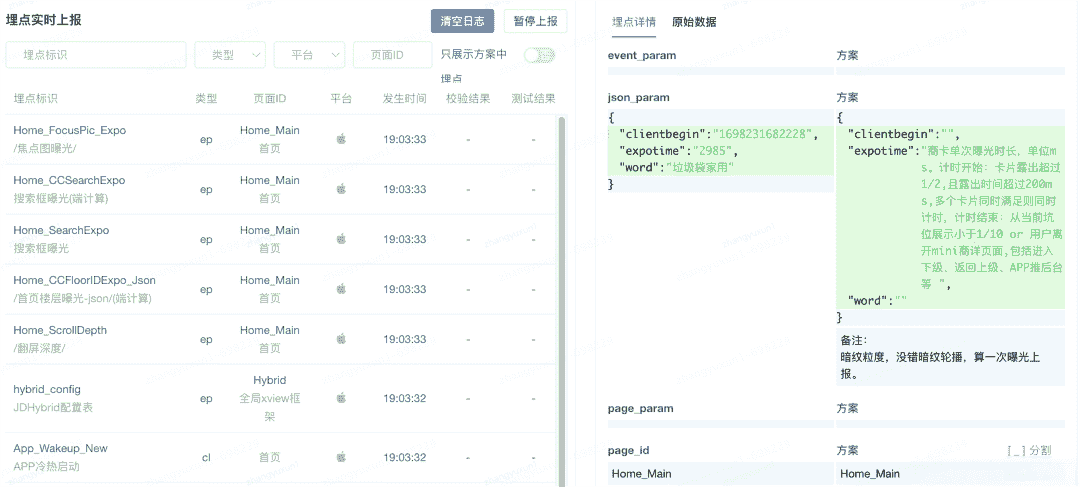 埋点实时上报
清空日志
暂停上报
埋点标识
类型
平台
页面ID
只展示方案中
埋点
埋点标识 类型 页面ID 平台 发生时间 校验结果 测试结果
Home_FocusPic_Expo
/焦点图曝光/
ep
Home_Main
首页
19:03:33 - -
Home_CCSearchExpo
搜索框曝光(端计算)
ep
Home_Main
首页
19:03:33 - -
Home_SearchExpo
搜索框曝光
ep
Home_Main
首页
19:03:33 - -
Home_CCFloorIDExpo_Json
/首页楼层曝光-json/(端计算)
ep
Home_Main
首页
19:03:33 - -
Home_ScrollDepth
/翻屏深度/
ep
Home_Main
首页
19:03:33 - -
hybrid_config
JDHybrid配置表
ep
Hybrid
全局xview框
架
19:03:32 - -
App_Wakeup_New
APP冷热启动
cl
首页
19:03:32 - -
埋点详情 原始数据
event_param 方案
json_param 方案
{
"clientbegin":"1698231682228",
"expotime":"2985",
"word":"垃圾袋家用"
}
{
"clientbegin":"",
"expotime":"商卡单次曝光时长，单位m
s。计时开始：卡片露出超过
1/2,且露出时间超过200m
s,多个卡片同时满足则同时
计时。计时结束：从当前坑
位展示小于1/10 or 用户离
开mini商详页面,包括进入
下级、返回上级、APP推后台
等 ",
"word":""
}
备注:
暗纹粒度，没错暗纹轮播，算一次曝光上
报。
page_param 方案
page_id 方案 [_] 分割
Home_Main Home_Main